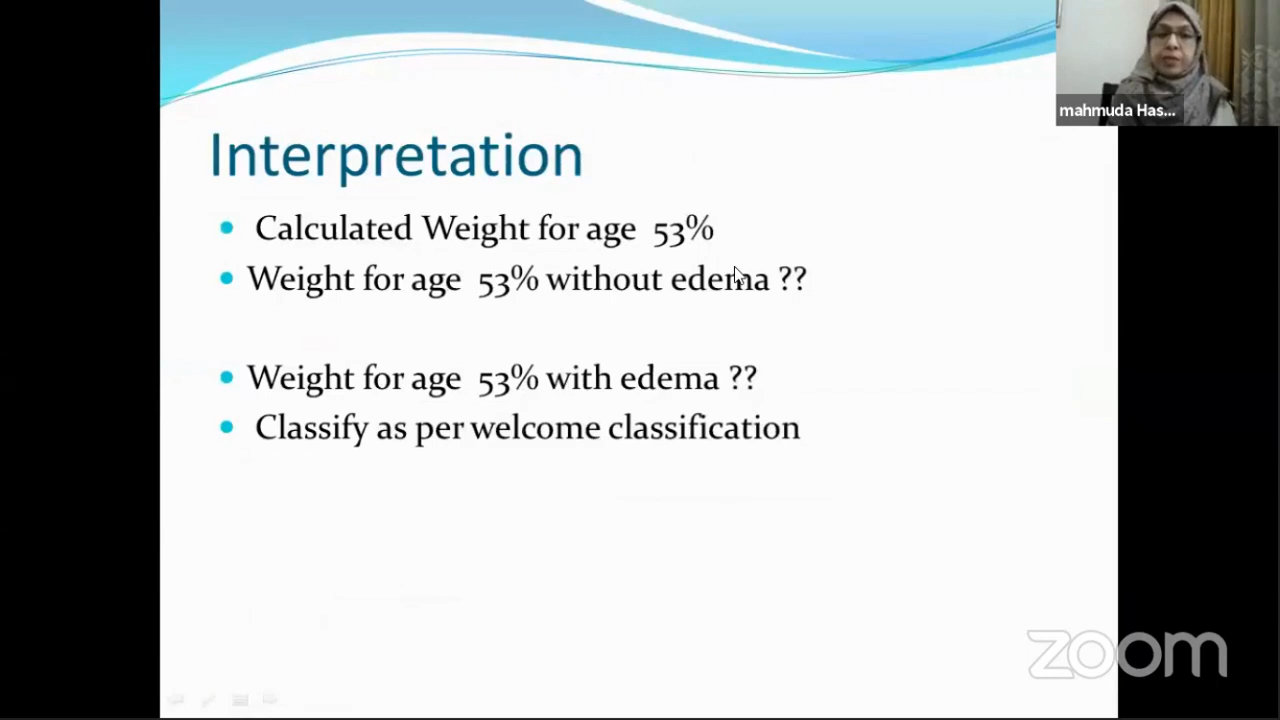 mahmuda Has...
Interpretation
Calculated Weight for age 53%
Weight for age 53% without edema ??
Weight for age 53% with edema ??
Classify as per welcome classification
zoom